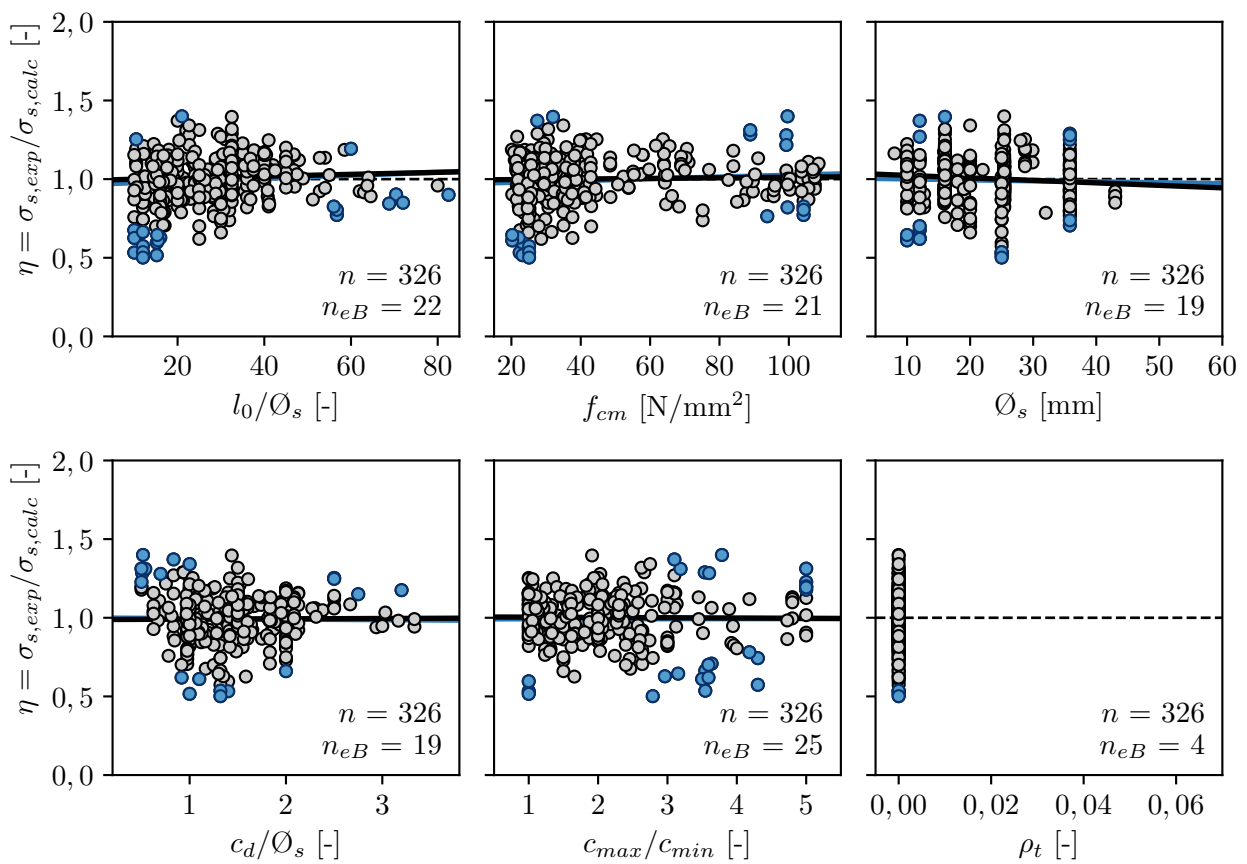 η = σs,exp/σs,calc [-]
2, 0
1, 5
1, 0
0, 5
0, 0
n = 326
neB = 22
20 40 60 80
l0/Øs [-]
n = 326
neB = 21
20 40 60 80 100
fcm [N/mm²]
n = 326
neB = 19
10 20 30 40 50 60
Øs [mm]
η = σs,exp/σs,calc [-]
2, 0
1, 5
1, 0
0, 5
0, 0
n = 326
neB = 19
1 2 3
cd/Øs [-]
n = 326
neB = 25
1 2 3 4 5
cmax/cmin [-]
n = 326
neB = 4
0, 00 0, 02 0, 04 0, 06
ρt [-]